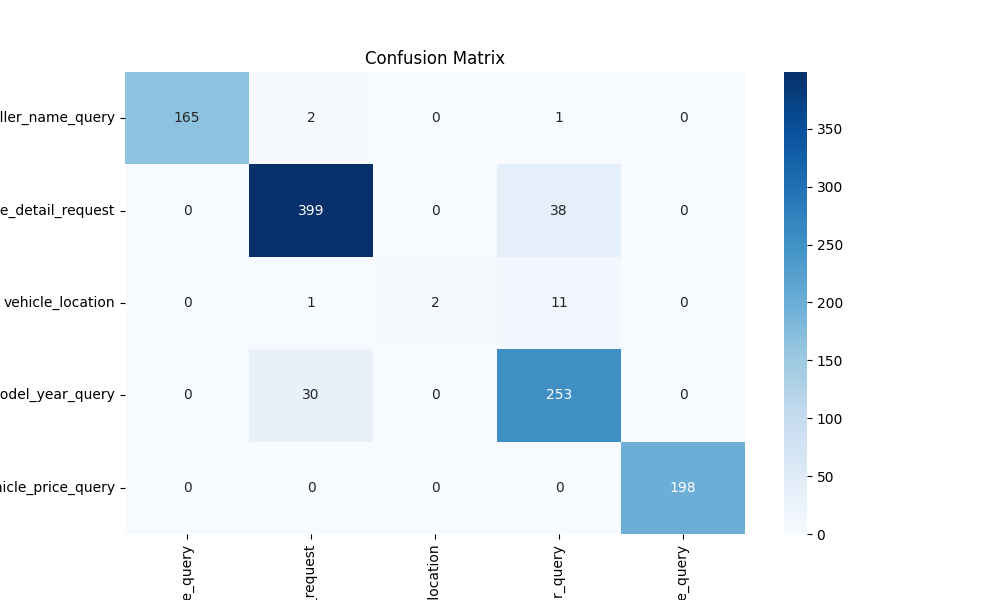 Confusion Matrix
ller_name_query 165 2 0 1 0
e_detail_request 0 399 0 38 0
vehicle_location 0 1 2 11 0
odel_year_query 0 30 0 253 0
hicle_price_query 0 0 0 0 198
e_query
_request
location
r_query
e_query
350
300
250
200
150
100
50
0